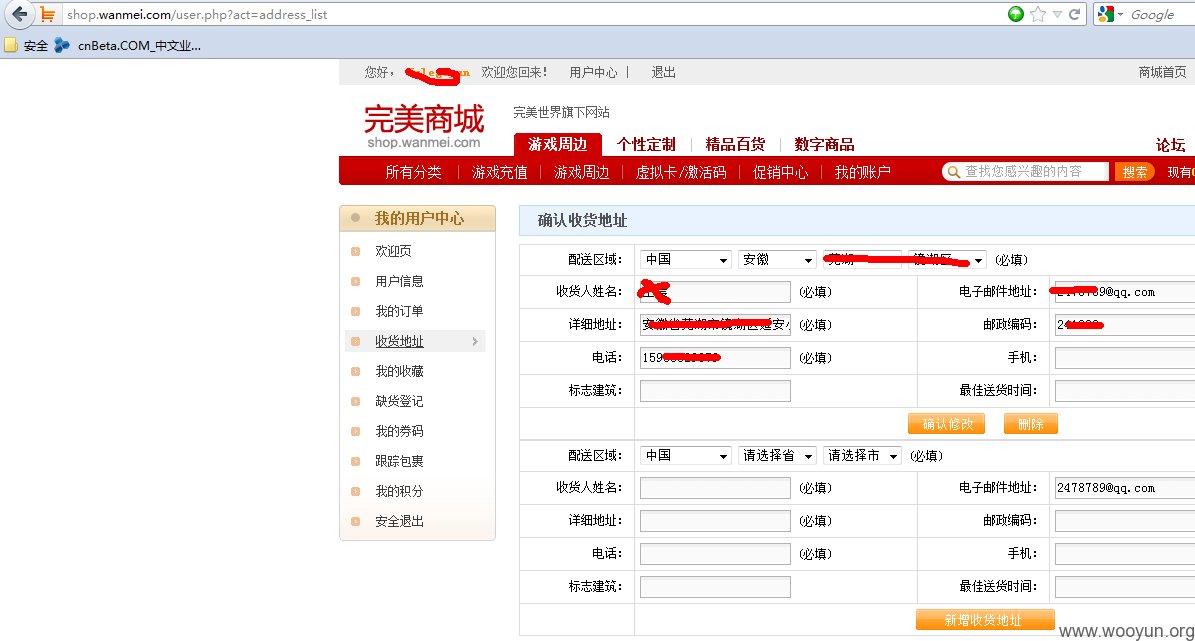 shop.wanmei.com/user.php?act=address_list
Google
安全 cnBeta.COM_中文业...
您好， 欢迎您回来! 用户中心 | 退出 商城首页
完美商城
shop.wanmei.com
完美世界旗下网站
游戏周边 个性定制 精品百货 数字商品 论坛
所有分类 游戏充值 游戏周边 虚拟卡/激活码 促销中心 我的账户 查找您感兴趣的内容 搜索 现有
我的用户中心
欢迎页
用户信息
我的订单
收货地址
我的收藏
缺货登记
我的券码
跟踪包裹
我的积分
安全退出
确认收货地址
配送区域: 中国 安徽 (必填)
收货人姓名: (必填) 电子邮件地址: @qq.com
详细地址: (必填) 邮政编码:
电话: (必填) 手机:
标志建筑: 最佳送货时间:
确认修改 删除
配送区域: 中国 请选择省 请选择市 (必填)
收货人姓名: (必填) 电子邮件地址: 2478789@qq.com
详细地址: (必填) 邮政编码:
电话: (必填) 手机:
标志建筑: 最佳送货时间:
新增收货地址
www.wooyun.org